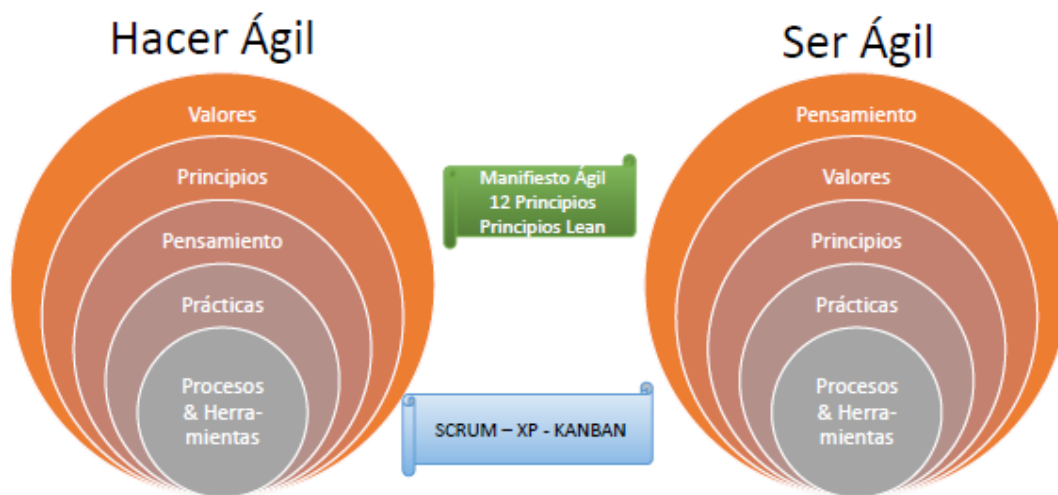 Hacer Ágil
Valores
Principios
Pensamiento
Prácticas
Procesos
& Herra-
mientas
Manifiesto Ágil
12 Principios
Principios Lean
SCRUM – XP - KANBAN
Ser Ágil
Pensamiento
Valores
Principios
Prácticas
Procesos
& Herra-
mientas